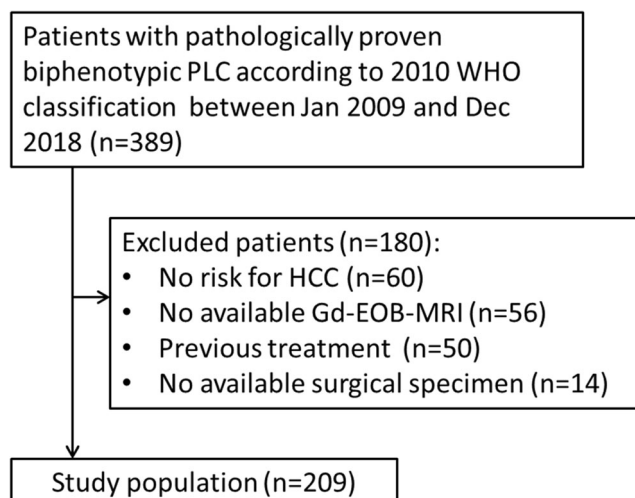 Patients with pathologically proven
biphenotypic PLC according to 2010 WHO
classification between Jan 2009 and Dec
2018 (n=389)
Excluded patients (n=180):
• No risk for HCC (n=60)
• No available Gd-EOB-MRI (n=56)
• Previous treatment (n=50)
• No available surgical specimen (n=14)
Study population (n=209)